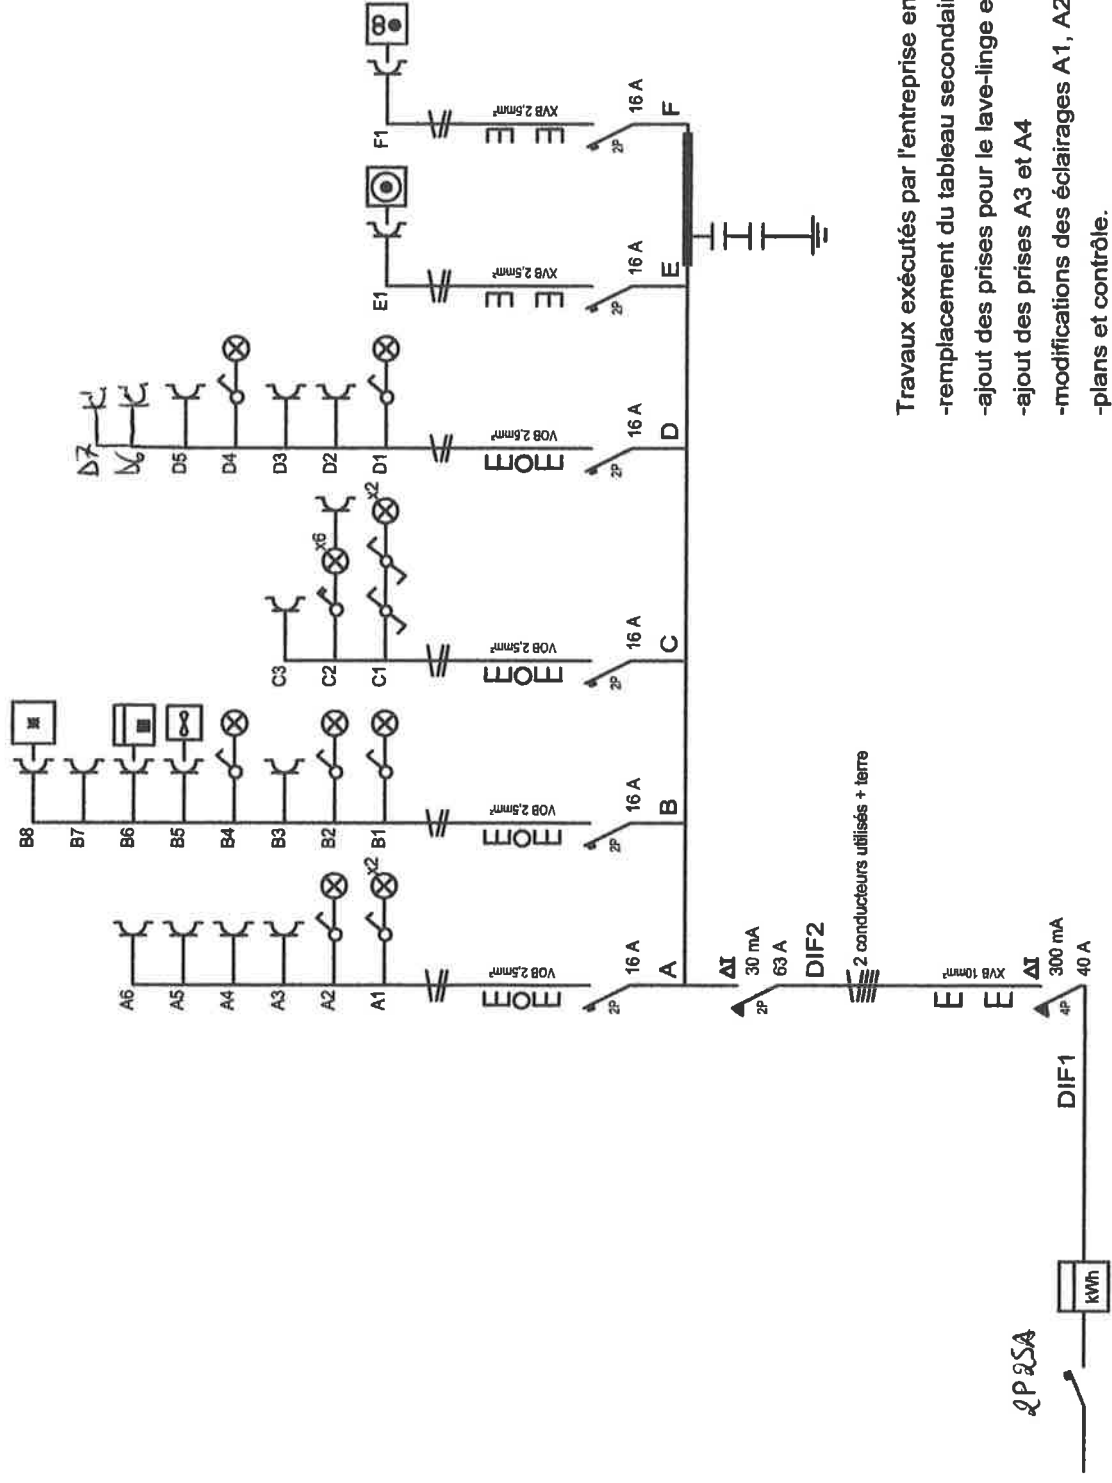 D7
D6
F1
E1
D5
D4
D3
D2
D1
x6
x2
C3
C2
C1
B8
B7
B6
B5
B4
B3
B2
B1
x2
A6
A5
A4
A3
A2
A1
VOB 2,5mm²
VOB 2,5mm²
VOB 2,5mm²
VOB 2,5mm²
XVB 2,5mm²
XVB 2,5mm²
2P
2P
2P
2P
2P
2P
16 A
16 A
16 A
16 A
16 A
16 A
A
B
C
D
E
F
ΔI
30 mA
63 A
2P
DIF2
2 conducteurs utilisés + terre
XVB 10mm²
ΔI
300 mA
40 A
4P
DIF1
kWh
2P 25A
Travaux exécutés par l'entreprise en
-remplacement du tableau secondair
-ajout des prises pour le lave-linge e
-ajout des prises A3 et A4
-modifications des éclairages A1, A2
-plans et contrôle.